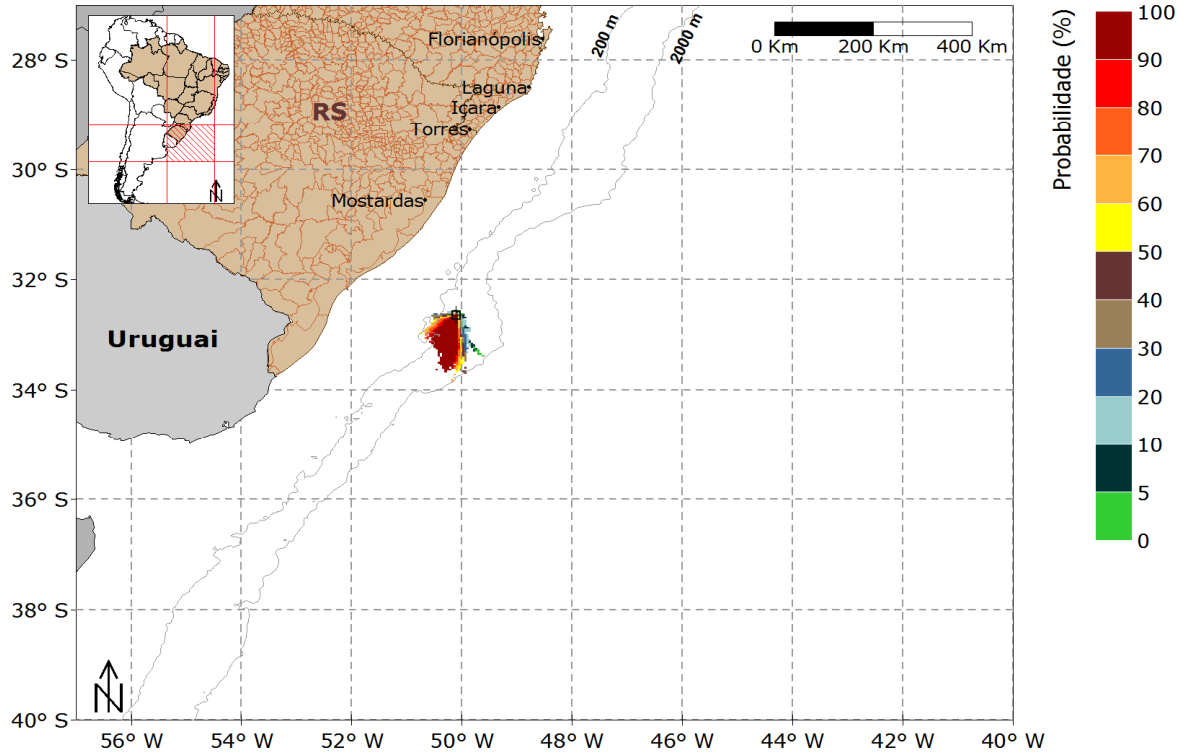 28° S
30° S
32° S
34° S
36° S
38° S
40° S
56° W
54° W
52° W
50° W
48° W
46° W
44° W
42° W
40° W
N
Florianópolis
Laguna
Içara
Torres
Mostardas
RS
Uruguai
200 m
2000 m
0 Km
200 Km
400 Km
N
Probabilidade (%)
100
90
80
70
60
50
40
30
20
10
5
0